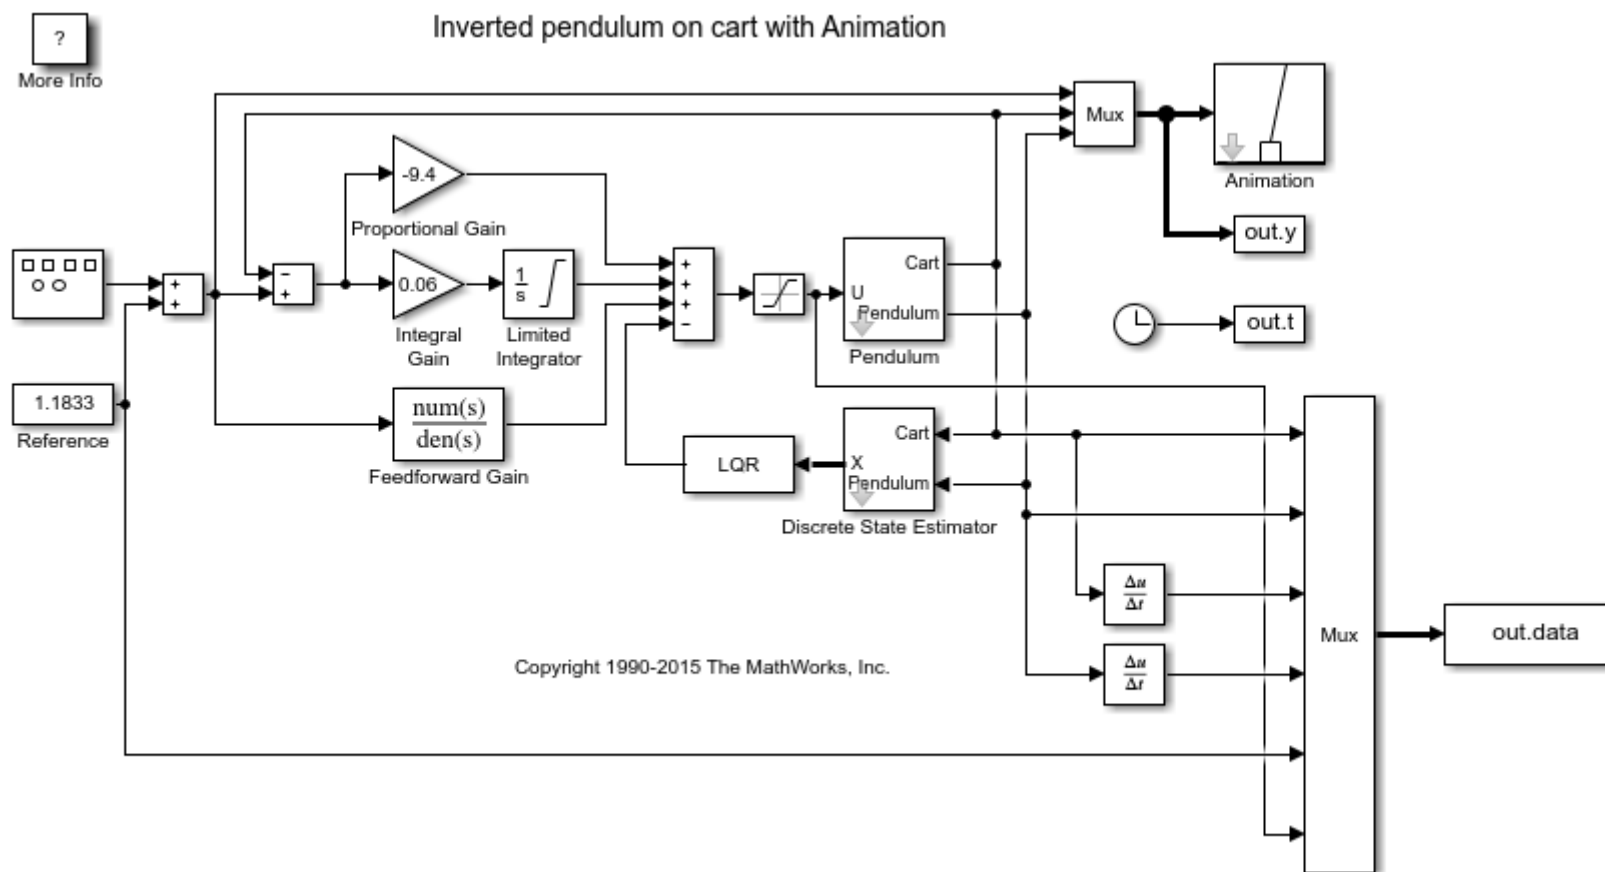 Inverted pendulum on cart with Animation
?
More Info
Mux
Animation
-9.4
Proportional Gain
out.y
+
+
−
+
0.06
Integral
Gain
1
s
Limited
Integrator
+
+
+
−
Cart
U
Pendulum
Pendulum
out.t
1.1833
Reference
num(s)
den(s)
Feedforward Gain
LQR
Cart
X
Pendulum
Discrete State Estimator
Δu
Δt
Δu
Δt
Mux
out.data
Copyright 1990-2015 The MathWorks, Inc.